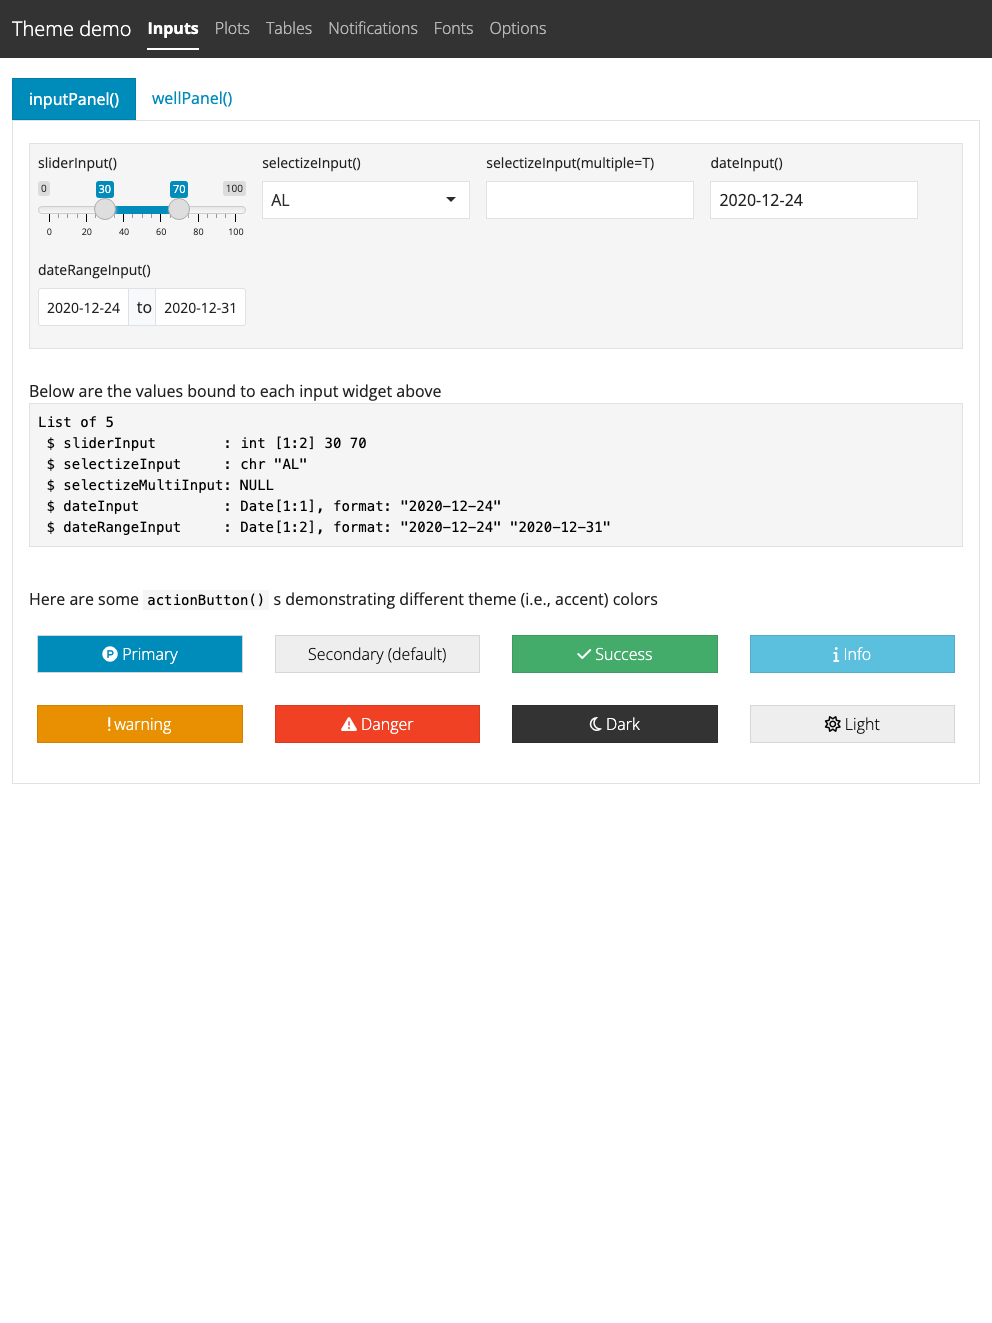 Theme demo Inputs Plots Tables Notifications Fonts Options
inputPanel() wellPanel()
sliderInput() selectizeInput() selectizeInput(multiple=T) dateInput()
0 30 70 100
AL 2020-12-24
0 20 40 60 80 100
dateRangeInput()
2020-12-24 to 2020-12-31
Below are the values bound to each input widget above
List of 5
$ sliderInput : int [1:2] 30 70
$ selectizeInput : chr "AL"
$ selectizeMultiInput: NULL
$ dateInput : Date[1:1], format: "2020-12-24"
$ dateRangeInput : Date[1:2], format: "2020-12-24" "2020-12-31"
Here are some actionButton() s demonstrating different theme (i.e., accent) colors
Primary Secondary (default) Success Info
warning Danger Dark Light